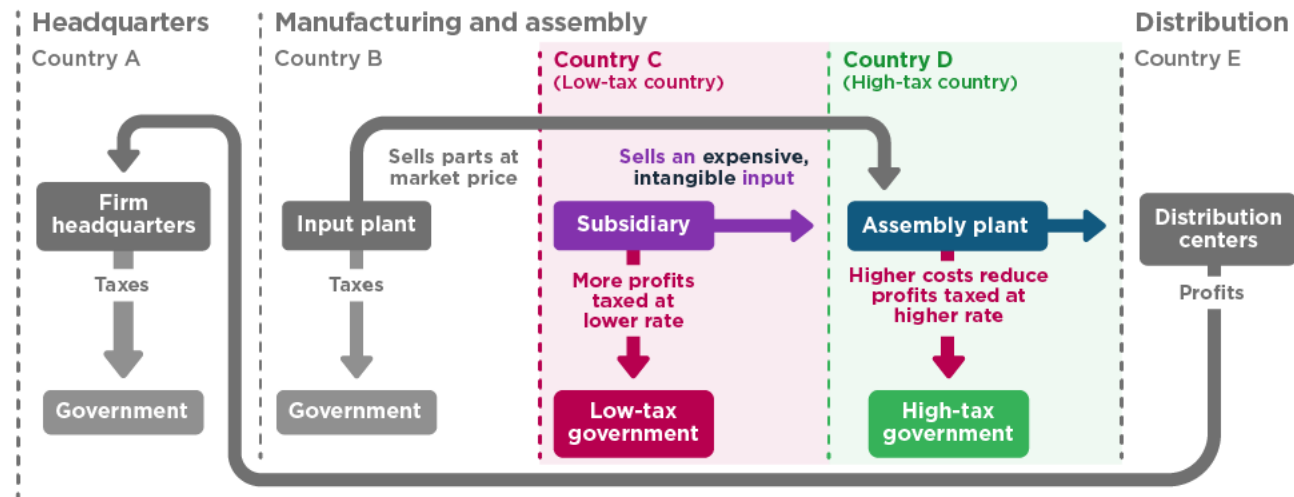 Headquarters
Country A
Manufacturing and assembly
Country B
Country C
(Low-tax country)
Country D
(High-tax country)
Distribution
Country E
Sells parts at
market price
Sells an expensive,
intangible input
Firm
headquarters
Input plant
Subsidiary
Assembly plant
Distribution
centers
Taxes
Taxes
More profits
taxed at
lower rate
Higher costs reduce
profits taxed at
higher rate
Profits
Government
Government
Low-tax
government
High-tax
government